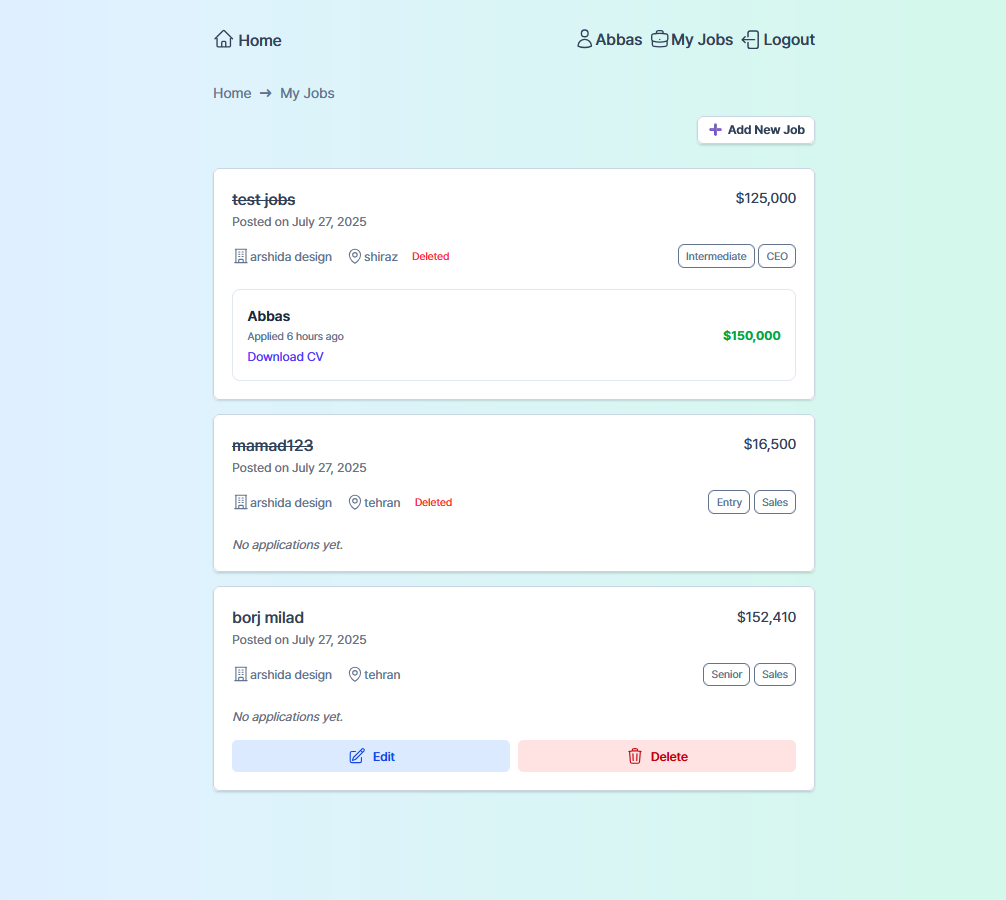 Home Abbas My Jobs Logout
Home → My Jobs
Add New Job
test jobs $125,000
Posted on July 27, 2025
arshida design shiraz Deleted Intermediate CEO
Abbas
Applied 6 hours ago $150,000
Download CV
mamad123 $16,500
Posted on July 27, 2025
arshida design tehran Deleted Entry Sales
No applications yet.
borj milad $152,410
Posted on July 27, 2025
arshida design tehran Senior Sales
No applications yet.
Edit Delete